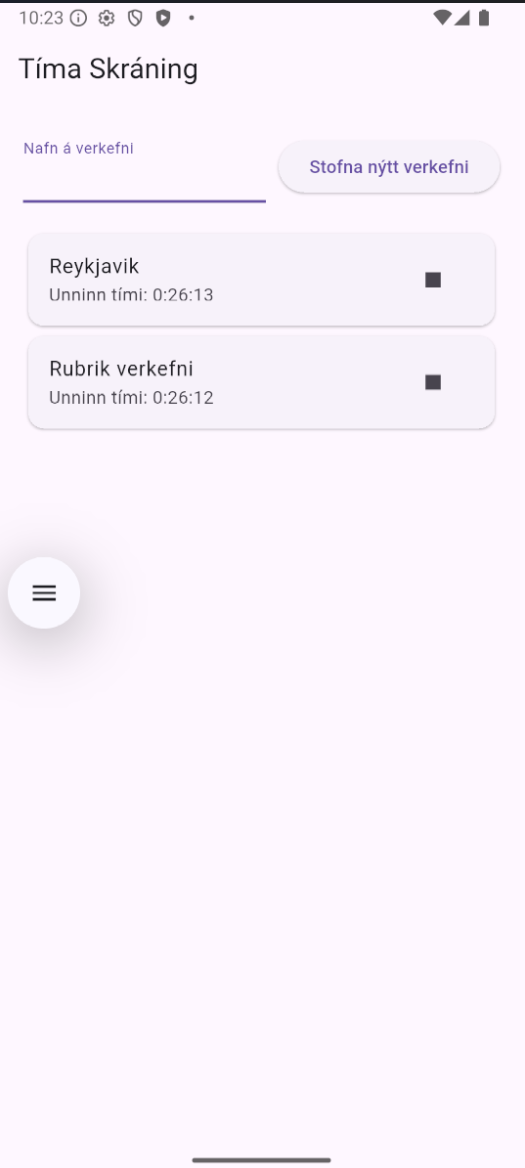 10:23
Tíma Skráning
Nafn á verkefni
Stofna nýtt verkefni
Reykjavik
Unninn tími: 0:26:13
Rubrik verkefni
Unninn tími: 0:26:12